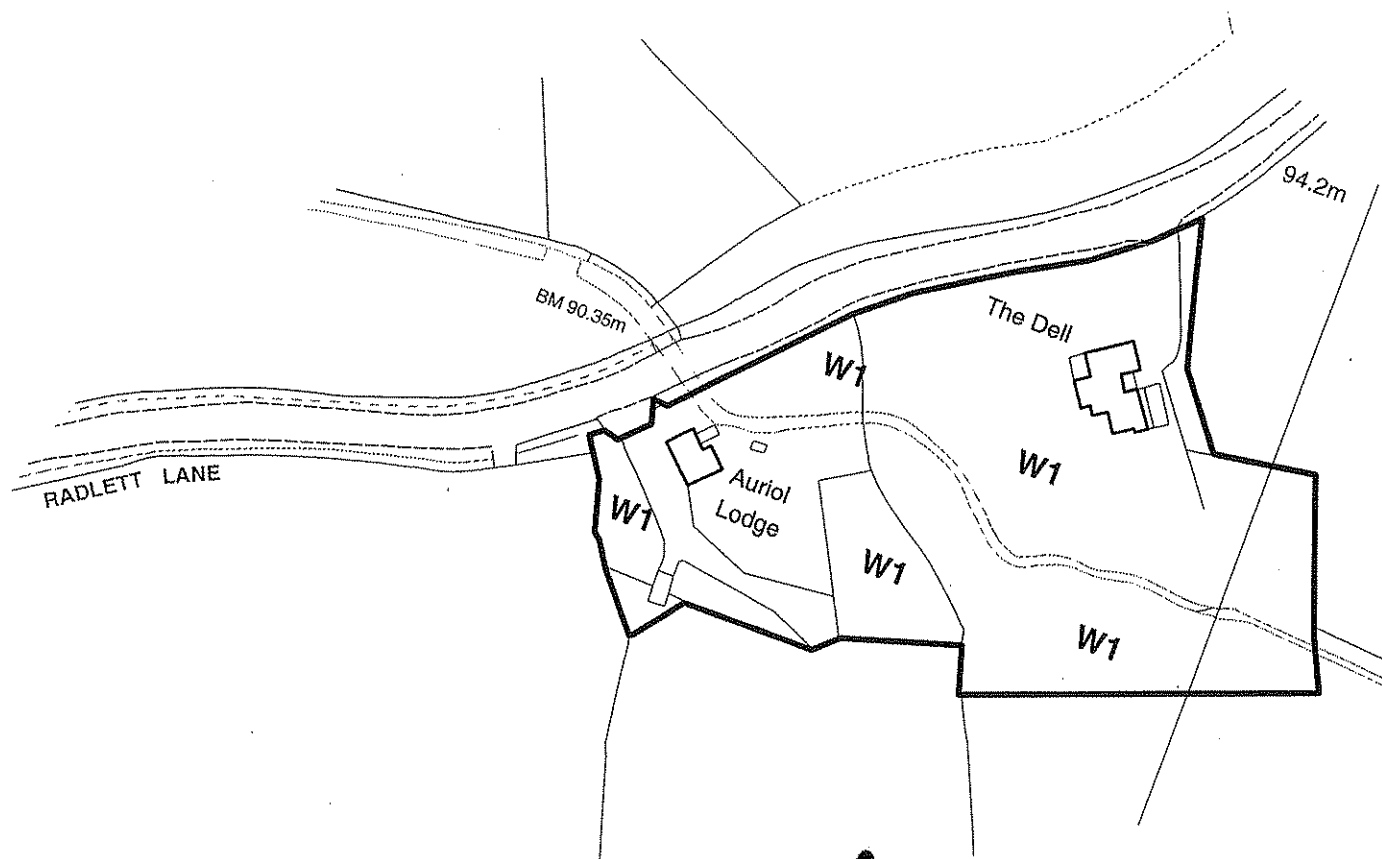 94.2m
BM 90.35m
The Dell
W1
RADLETT LANE
W1
Auriol
Lodge
W1
W1
W1